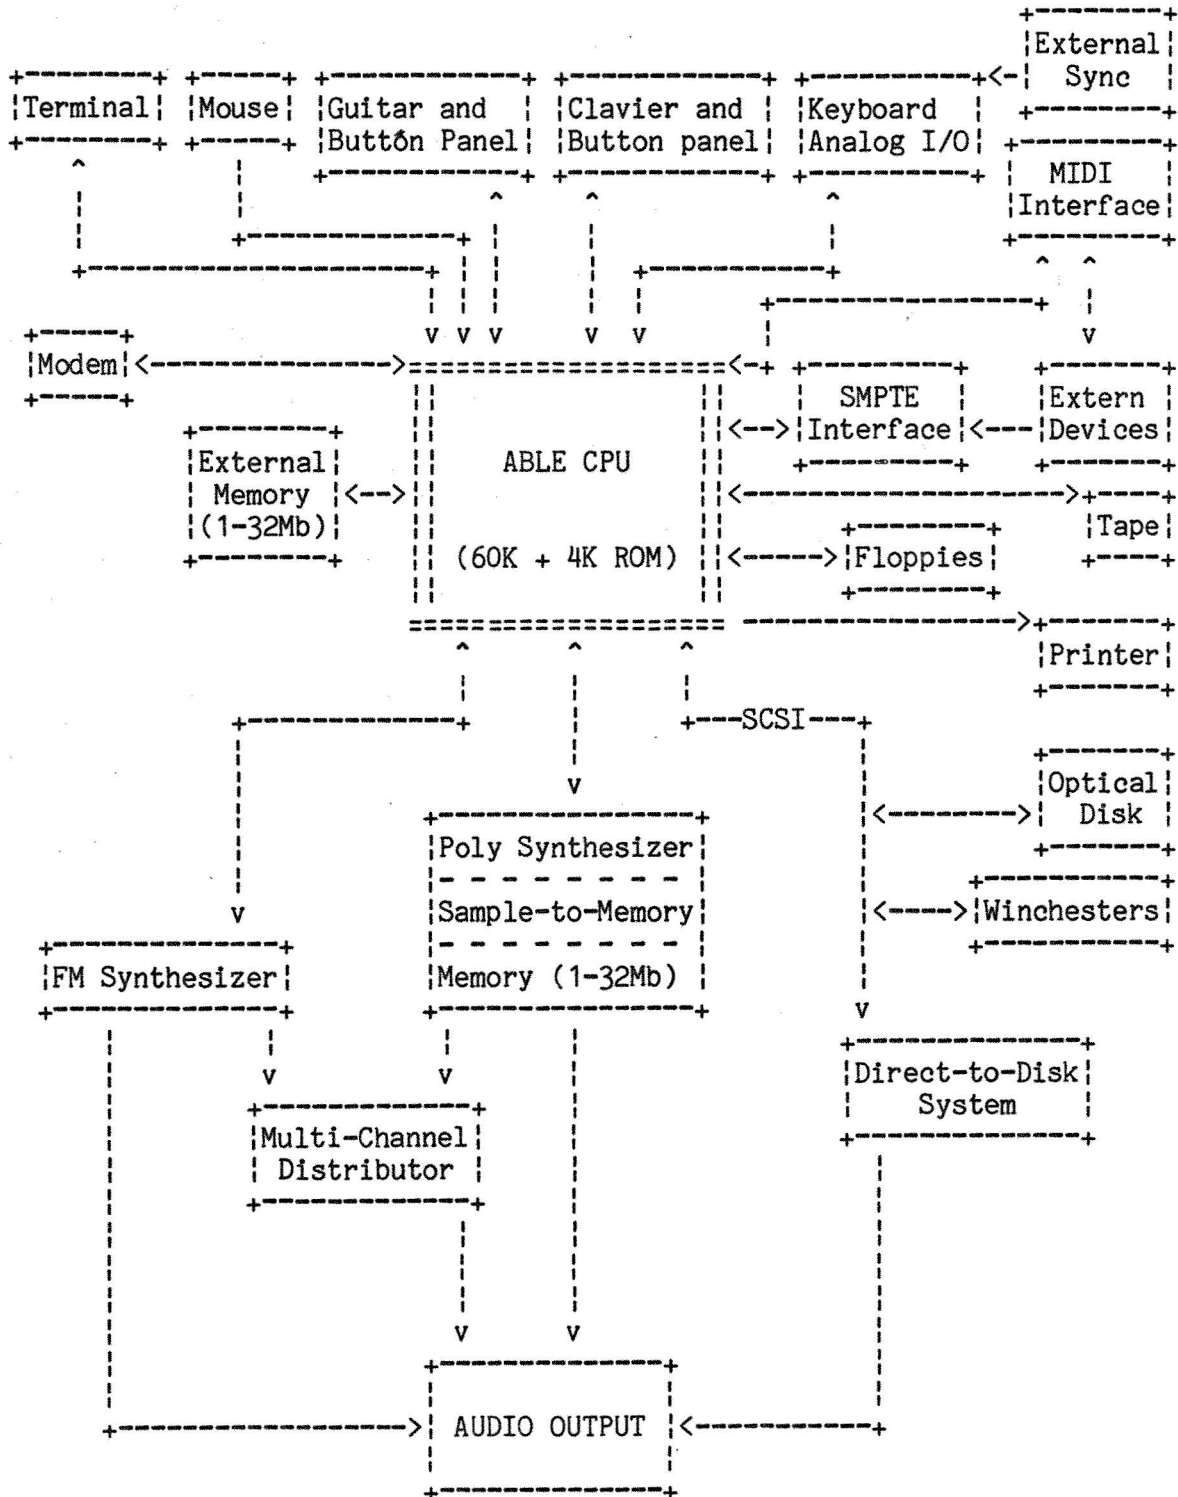 External
Sync
Terminal
Mouse
Guitar and
Button Panel
Clavier and
Button panel
Keyboard
Analog I/O
MIDI
Interface
Modem
SMPTE
Interface
Extern
Devices
External
Memory
(1-32Mb)
ABLE CPU
(60K + 4K ROM)
Tape
Floppies
Printer
SCSI
Optical
Disk
Poly Synthesizer
Sample-to-Memory
Memory (1-32Mb)
Winchesters
FM Synthesizer
Direct-to-Disk
System
Multi-Channel
Distributor
AUDIO OUTPUT